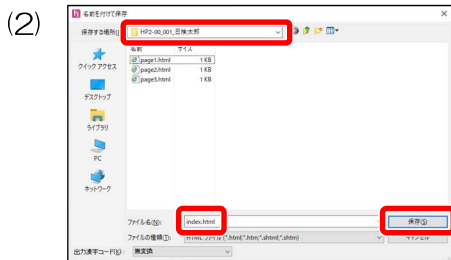 (2)
名前を付けて保存
保存する場所(I): HP2-00_001_日検太郎
名前 サイズ
page1.html 1 KB
page2.html 1 KB
page3.html 1 KB
クイック アクセス
デスクトップ
ライブラリ
PC
ネットワーク
ファイル名(N): index.html 保存(S)
ファイルの種類(T): HTML ファイル (*.html;*.htm;*.shtml;*.shtm) キャンセル
出力漢字コード(K): 無変換